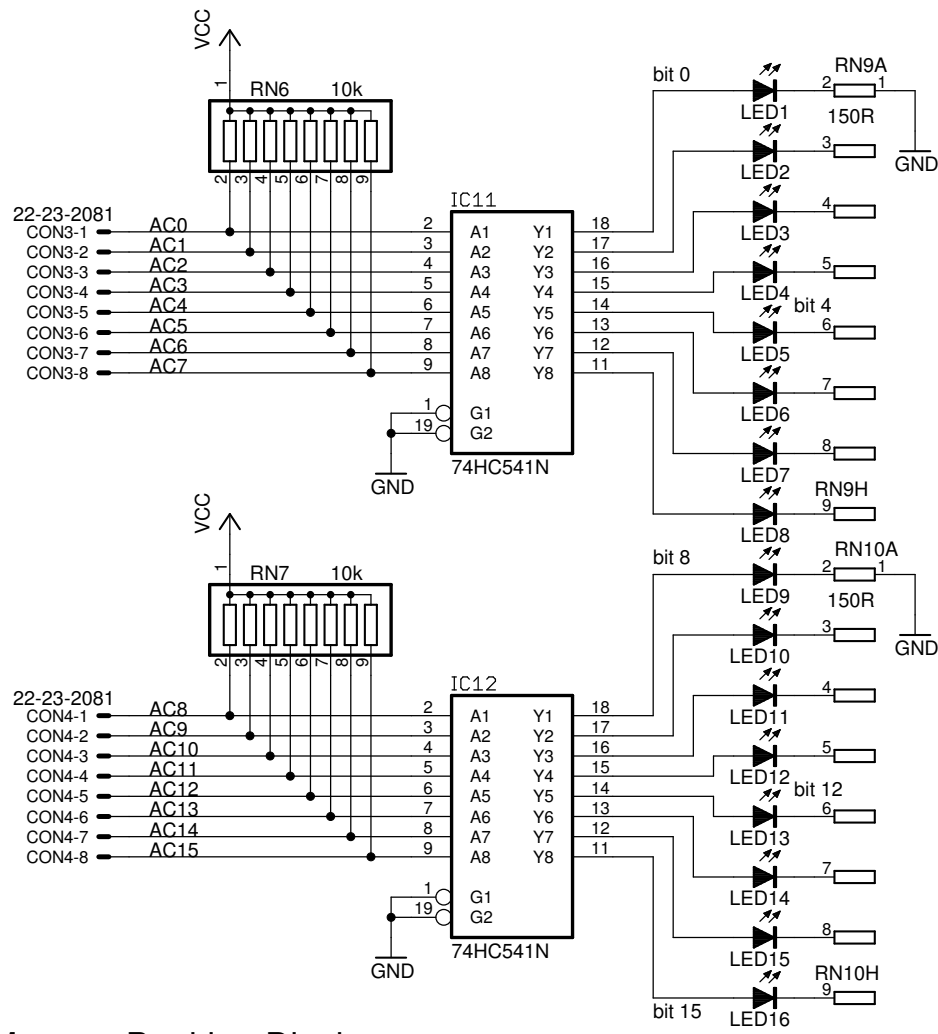 VCC
1
RN6 10k
2 3 4 5 6 7 8 9
22-23-2081
CON3-1 AC0
CON3-2 AC1
CON3-3 AC2
CON3-4 AC3
CON3-5 AC4
CON3-6 AC5
CON3-7 AC6
CON3-8 AC7
IC11
2 A1 Y1 18
3 A2 Y2 17
4 A3 Y3 16
5 A4 Y4 15
6 A5 Y5 14
7 A6 Y6 13
8 A7 Y7 12
9 A8 Y8 11
1 G1
19 G2
74HC541N
GND
bit 0
LED1
2 RN9A 1
150R
GND
LED2 3
LED3 4
LED4 5
bit 4
LED5 6
LED6 7
LED7 8
LED8 9
RN9H
VCC
1
RN7 10k
2 3 4 5 6 7 8 9
22-23-2081
CON4-1 AC8
CON4-2 AC9
CON4-3 AC10
CON4-4 AC11
CON4-5 AC12
CON4-6 AC13
CON4-7 AC14
CON4-8 AC15
IC12
2 A1 Y1 18
3 A2 Y2 17
4 A3 Y3 16
5 A4 Y4 15
6 A5 Y5 14
7 A6 Y6 13
8 A7 Y7 12
9 A8 Y8 11
1 G1
19 G2
74HC541N
GND
bit 8
LED9
2 RN10A 1
150R
GND
LED10 3
LED11 4
LED12 5
bit 12
LED13 6
LED14 7
LED15 8
bit 15
LED16 9
RN10H